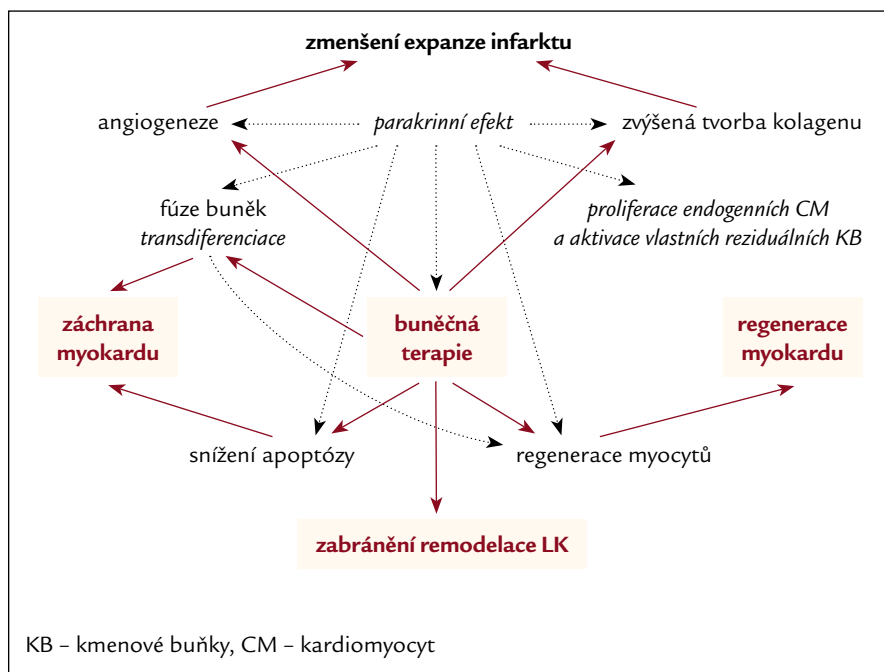 zmenšení expanze infarktu
angiogeneze
parakrinní efekt
zvýšená tvorba kolagenu
fúze buněk
transdiferenciace
proliferace endogenních CM
a aktivace vlastních reziduálních KB
záchrana
myokardu
buněčná
terapie
regenerace
myokardu
snížení apoptózy
regenerace myocytů
zabránění remodelace LK
KB – kmenové buňky, CM – kardiomyocyt